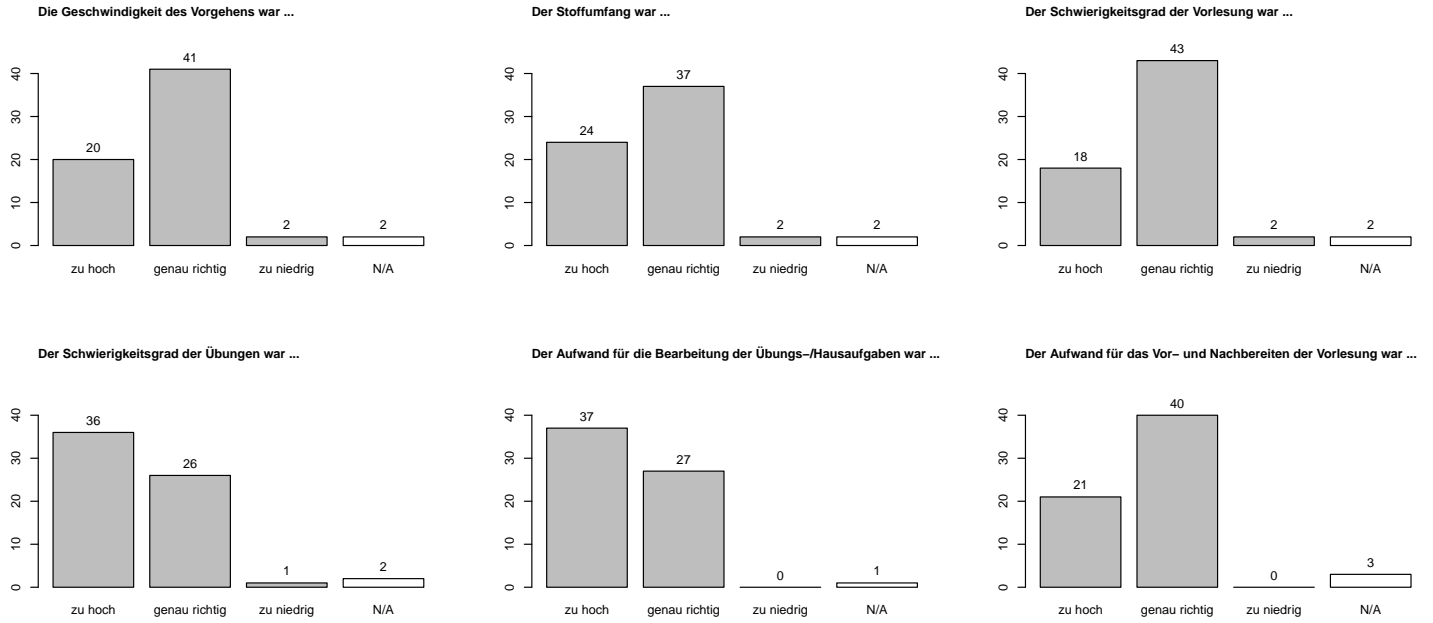 Die Geschwindigkeit des Vorgehens war ...
41
20
2
2
0
10
20
30
40
zu hoch
genau richtig
zu niedrig
N/A
Der Stoffumfang war ...
37
24
2
2
0
10
20
30
40
zu hoch
genau richtig
zu niedrig
N/A
Der Schwierigkeitsgrad der Vorlesung war ...
43
18
2
2
0
10
20
30
40
zu hoch
genau richtig
zu niedrig
N/A
Der Schwierigkeitsgrad der Übungen war ...
36
26
1
2
0
10
20
30
40
zu hoch
genau richtig
zu niedrig
N/A
Der Aufwand für die Bearbeitung der Übungs−/Hausaufgaben war ...
37
27
0
1
0
10
20
30
40
zu hoch
genau richtig
zu niedrig
N/A
Der Aufwand für das Vor− und Nachbereiten der Vorlesung war ...
40
21
0
3
0
10
20
30
40
zu hoch
genau richtig
zu niedrig
N/A